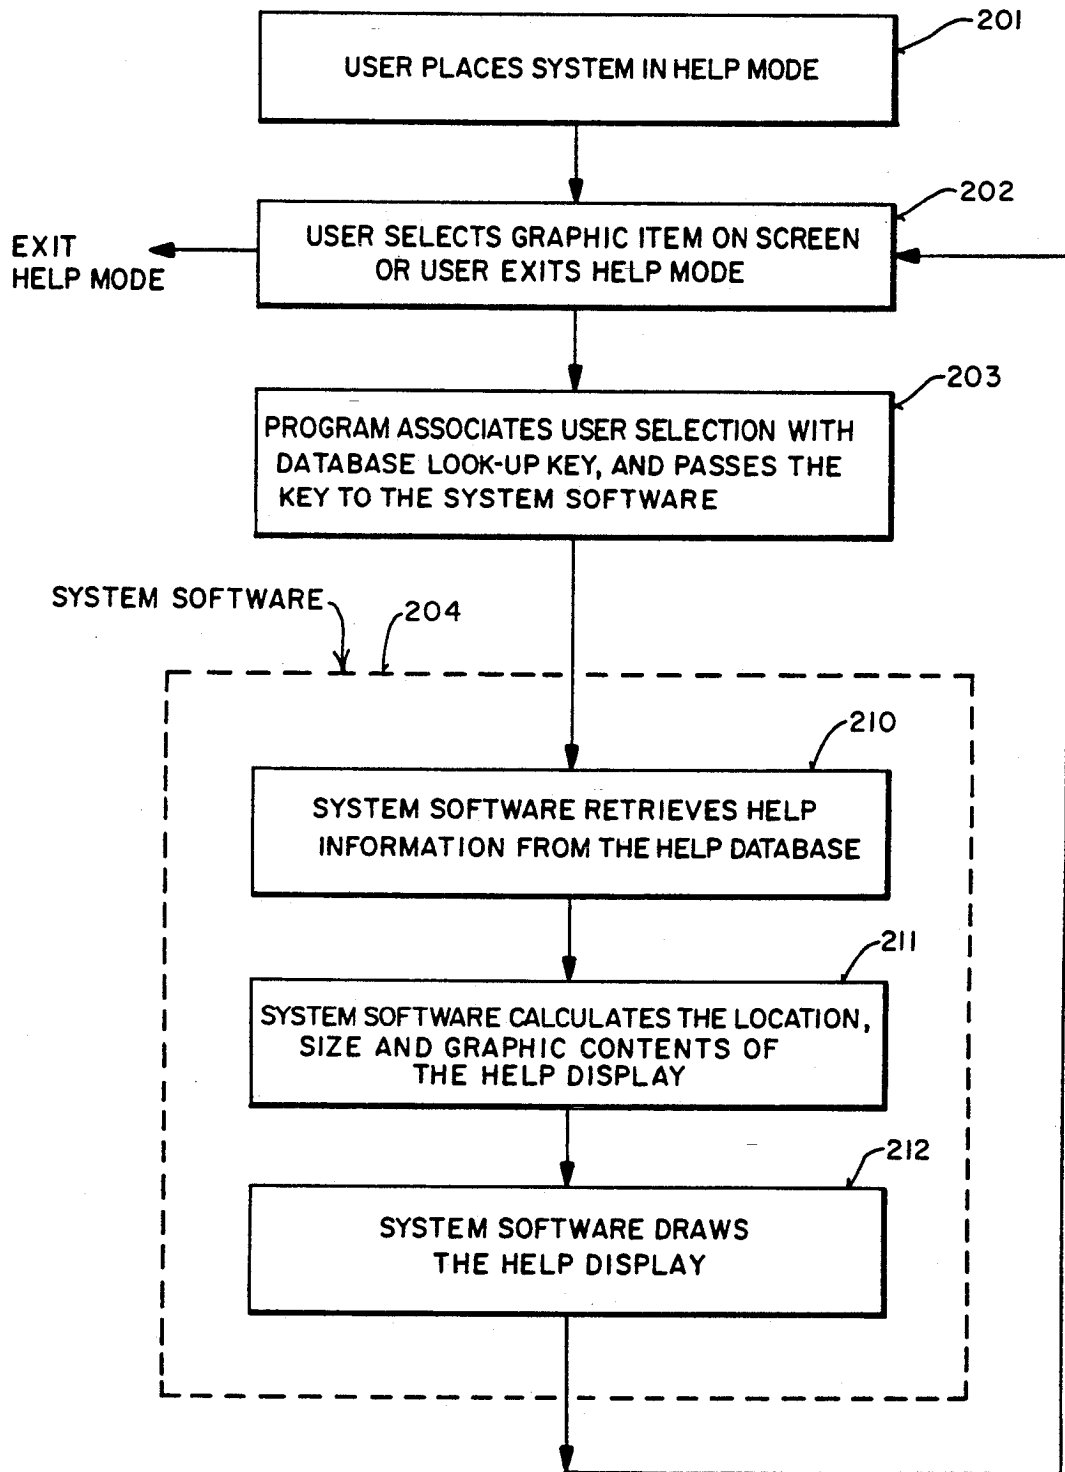 201
USER PLACES SYSTEM IN HELP MODE
202
USER SELECTS GRAPHIC ITEM ON SCREEN
OR USER EXITS HELP MODE
EXIT
HELP MODE
203
PROGRAM ASSOCIATES USER SELECTION WITH
DATABASE LOOK-UP KEY, AND PASSES THE
KEY TO THE SYSTEM SOFTWARE
SYSTEM SOFTWARE
204
210
SYSTEM SOFTWARE RETRIEVES HELP
INFORMATION FROM THE HELP DATABASE
211
SYSTEM SOFTWARE CALCULATES THE LOCATION,
SIZE AND GRAPHIC CONTENTS OF
THE HELP DISPLAY
212
SYSTEM SOFTWARE DRAWS
THE HELP DISPLAY